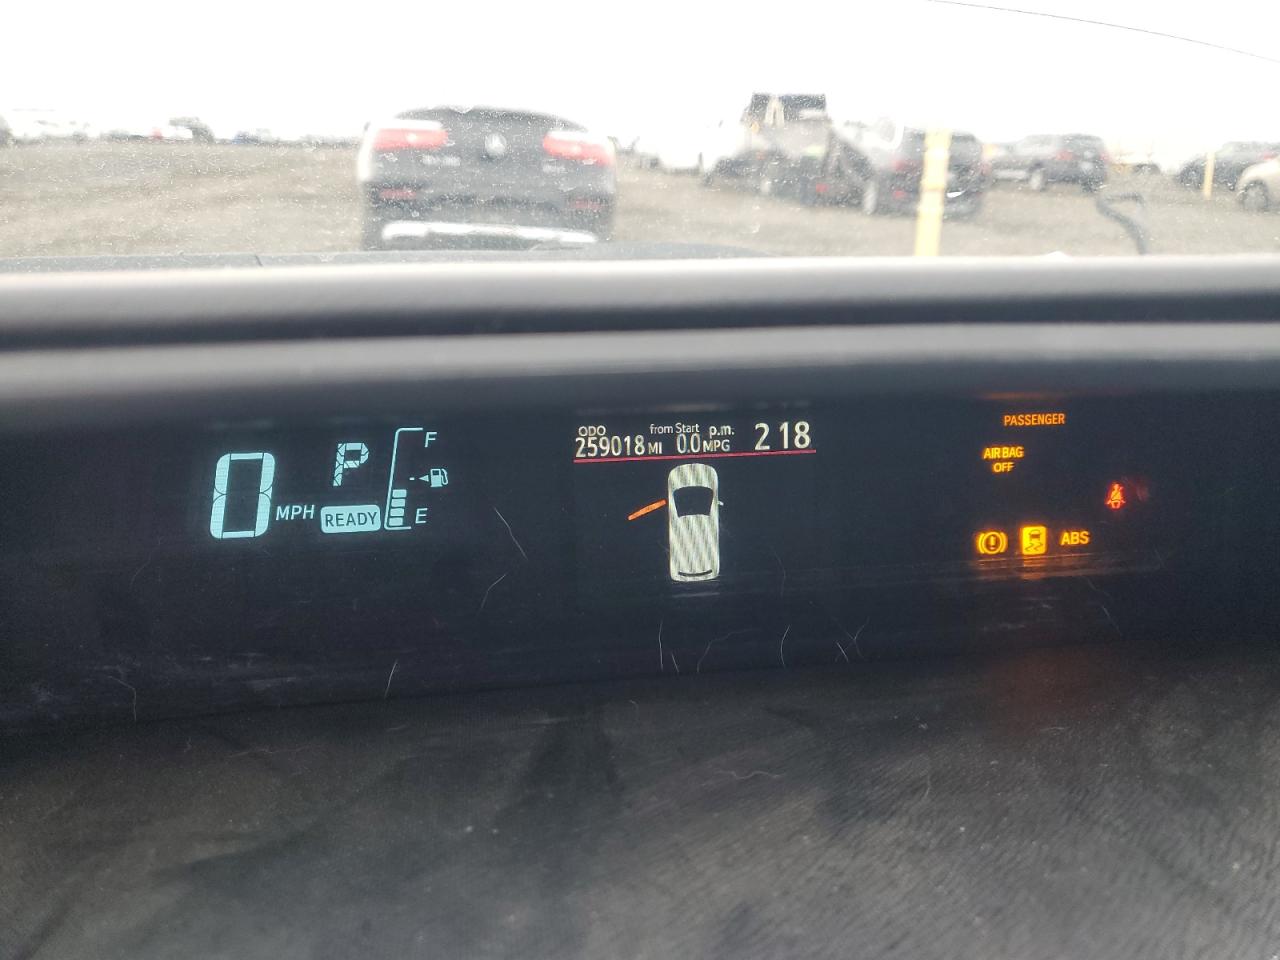 0 MPH
P
READY
F
E
ODO from Start p.m.
259018 MI 0.0 MPG 2 18
PASSENGER
AIR BAG
OFF
ABS